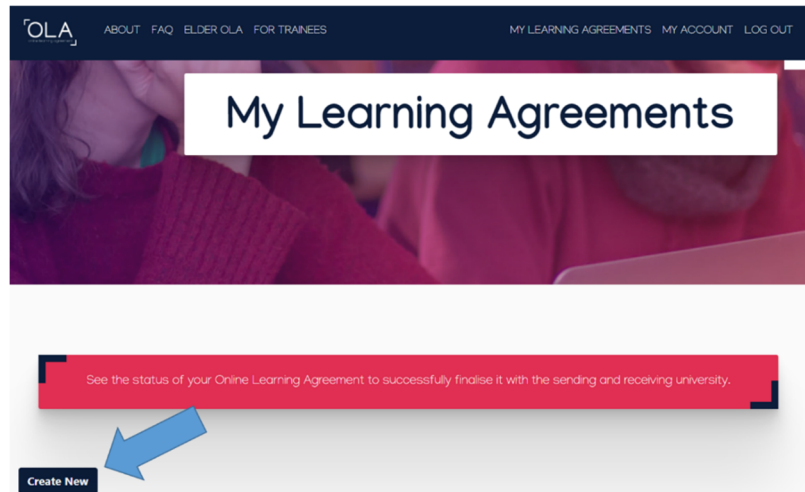 OLA
ABOUT FAQ ELDER OLA FOR TRAINEES MY LEARNING AGREEMENTS MY ACCOUNT LOG OUT
My Learning Agreements
See the status of your Online Learning Agreement to successfully finalise it with the sending and receiving university.
Create New